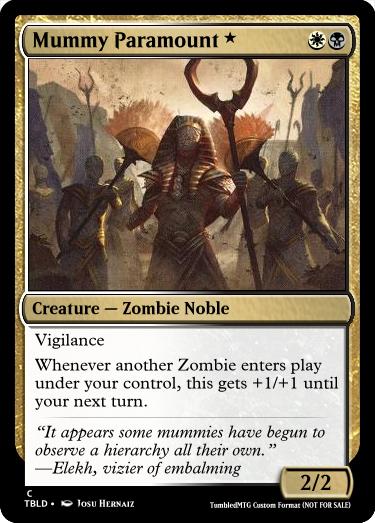 Mummy Paramount ★
Creature — Zombie Noble
Vigilance
Whenever another Zombie enters play
under your control, this gets +1/+1 until
your next turn.
“It appears some mummies have begun to
observe a hierarchy all their own.”
—Elekh, vizier of embalming
2/2
C
TBLD • Josu Hernaiz
TumbledMTG Custom Format (NOT FOR SALE)